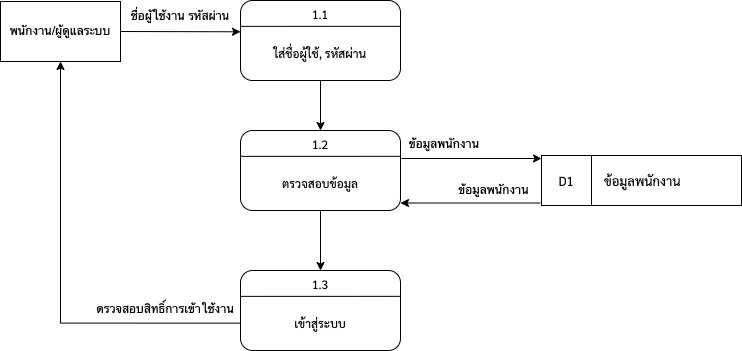 ชื่อผู้ใช้งาน รหัสผ่าน
1.1
พนักงาน/ผู้ดูแลระบบ
ใส่ชื่อผู้ใช้, รหัสผ่าน
1.2
ข้อมูลพนักงาน
ตรวจสอบข้อมูล
ข้อมูลพนักงาน
D1
ข้อมูลพนักงาน
1.3
ตรวจสอบสิทธิ์การเข้าใช้งาน
เข้าสู่ระบบ